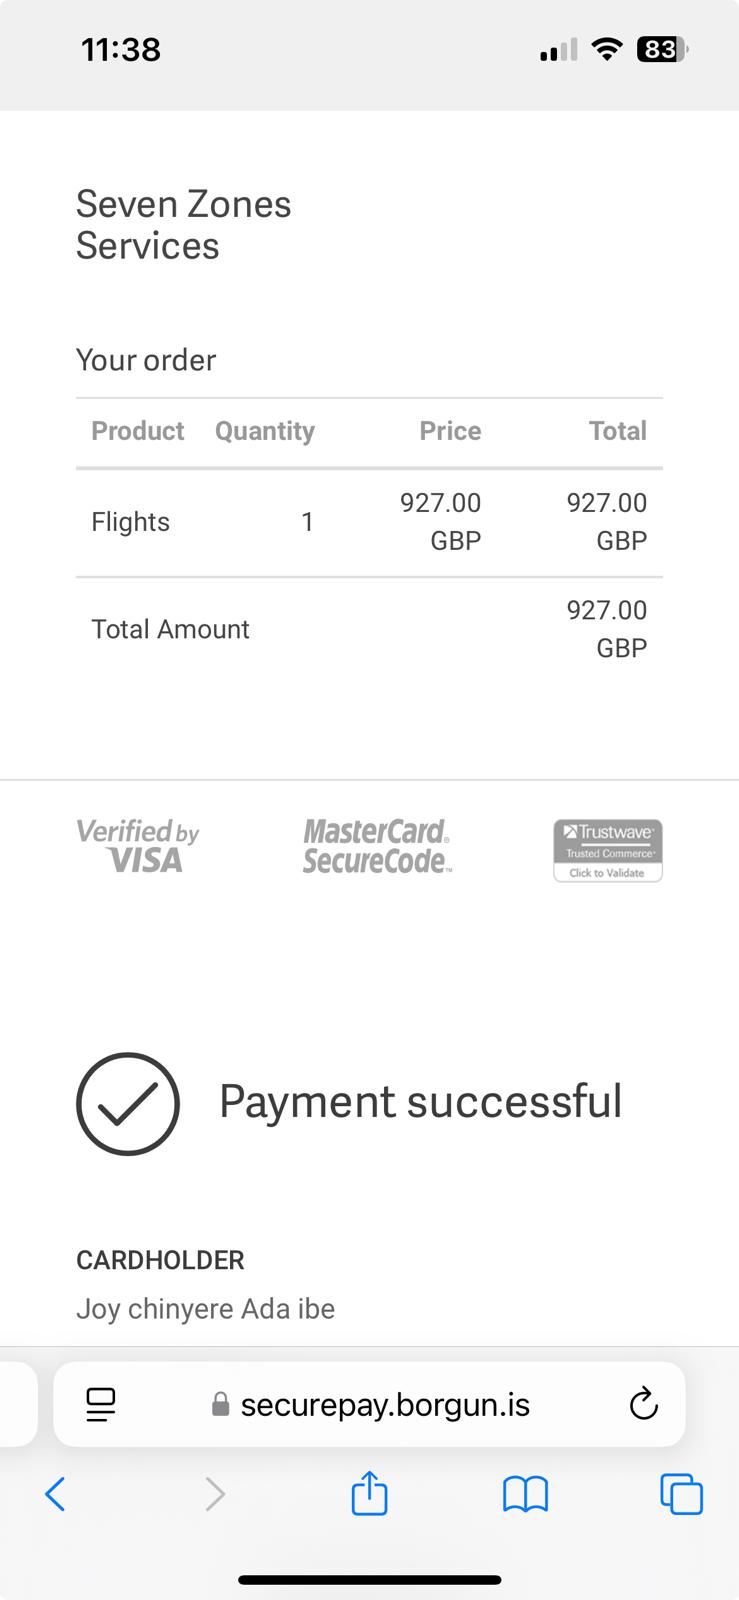 11:38
83
Seven Zones
Services
Your order
Product Quantity Price Total
Flights 1 927.00 GBP 927.00 GBP
Total Amount 927.00 GBP
Verified by
VISA
MasterCard®
SecureCode™
Trustwave®
Trusted Commerce™
Click to Validate
Payment successful
CARDHOLDER
Joy chinyere Ada ibe
securepay.borgun.is